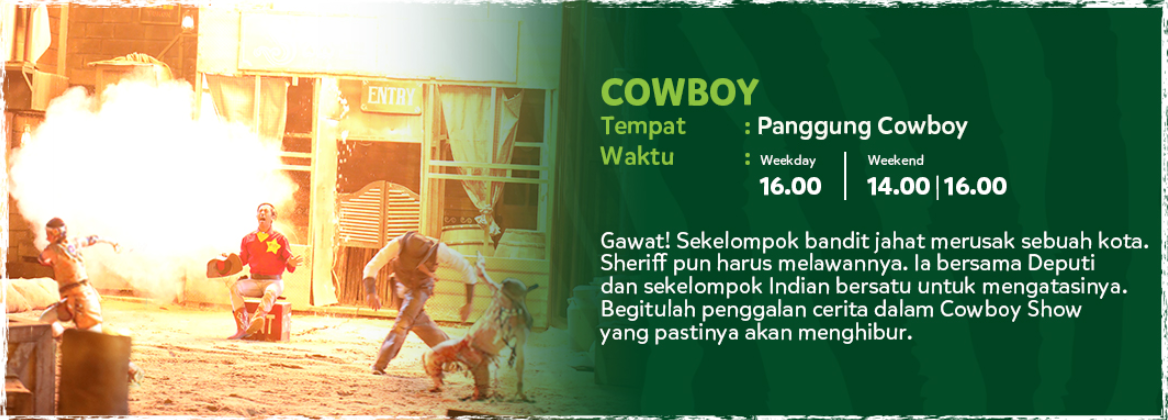 ENTRY
COWBOY
Tempat : Panggung Cowboy
Waktu : Weekday | Weekend
16.00 | 14.00 | 16.00
Gawat! Sekelompok bandit jahat merusak sebuah kota.
Sheriff pun harus melawannya. Ia bersama Deputi
dan sekelompok Indian bersatu untuk mengatasinya.
Begitulah penggalan cerita dalam Cowboy Show
yang pastinya akan menghibur.